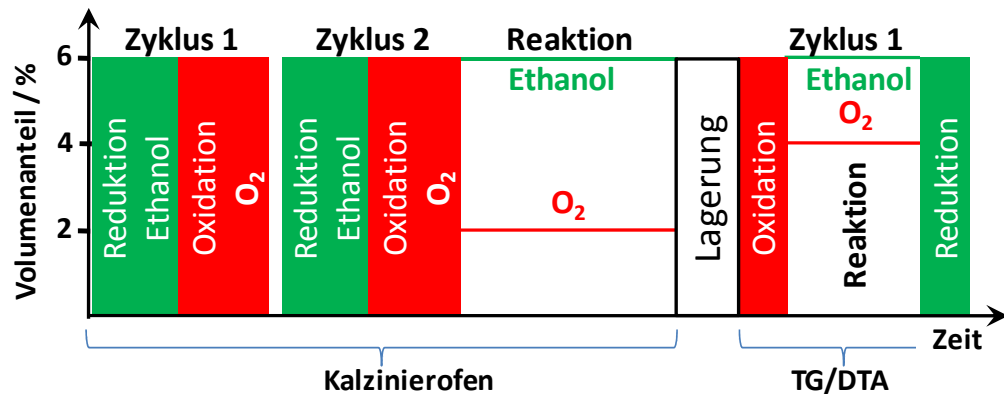 Volumenanteil / %
6
4
2
Zyklus 1
Zyklus 2
Reaktion
Zyklus 1
Reduktion
Ethanol
Oxidation
O₂
Reduktion
Ethanol
Oxidation
O₂
Ethanol
O₂
Lagerung
Oxidation
Ethanol
O₂
Reaktion
Reduktion
Zeit
Kalzinierofen
TG/DTA